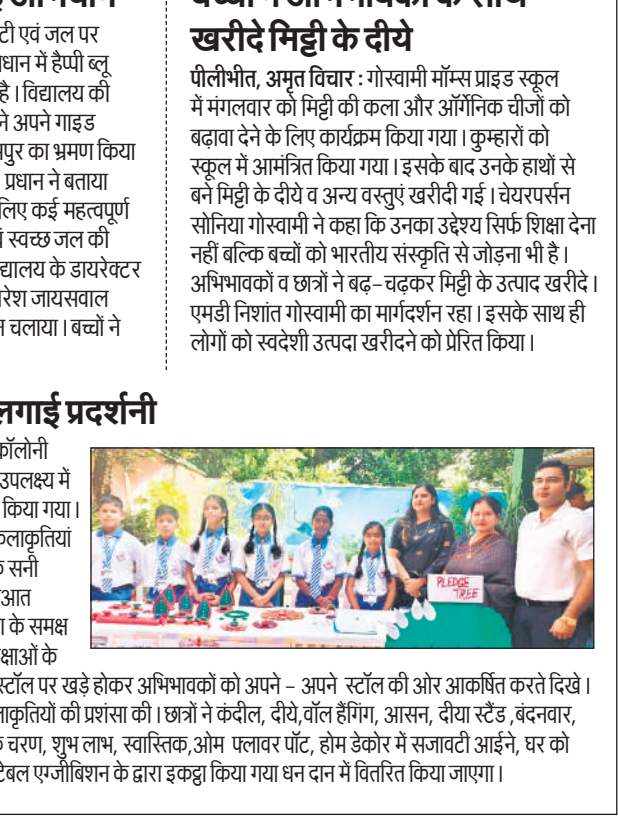 टी एवं जल पर
धान में हैप्पी ब्लू
है। विद्यालय की
ने अपने गाइड
पुर का भ्रमण किया
प्रधान ने बताया
लिए कई महत्वपूर्ण
स्वच्छ जल की
द्यालय के डायरेक्टर
रेश जायसवाल
चलाया। बच्चों ने
खरीदे मिट्टी के दीये
पीलीभीत, अमृत विचार : गोस्वामी मॉम्स प्राइड स्कूल
में मंगलवार को मिट्टी की कला और ऑर्गेनिक चीजों को
बढ़ावा देने के लिए कार्यक्रम किया गया। कुम्हारों को
स्कूल में आमंत्रित किया गया। इसके बाद उनके हाथों से
बने मिट्टी के दीये व अन्य वस्तुएं खरीदी गई। चेयरपर्सन
सोनिया गोस्वामी ने कहा कि उनका उद्देश्य सिर्फ शिक्षा देना
नहीं बल्कि बच्चों को भारतीय संस्कृति से जोड़ना भी है।
अभिभावकों व छात्रों ने बढ़-चढ़कर मिट्टी के उत्पाद खरीदे।
एमडी निशांत गोस्वामी का मार्गदर्शन रहा। इसके साथ ही
लोगों को स्वदेशी उत्पदा खरीदने को प्रेरित किया।
लगाई प्रदर्शनी
कॉलोनी
उपलक्ष्य में
किया गया।
कलाकृतियां
सनी
आत
के समक्ष
क्षाओं के
PLEDGE
TREE
स्टॉल पर खड़े होकर अभिभावकों को अपने - अपने स्टॉल की ओर आकर्षित करते दिखे।
लाकृतियों की प्रशंसा की। छात्रों ने कंदील, दीये,वॉल हैंगिंग, आसन, दीया स्टैंड ,बंदनवार,
चरण, शुभ लाभ, स्वास्तिक,ओम फ्लावर पॉट, होम डेकोर में सजावटी आईने, घर को
टेबल एग्जीबिशन के द्वारा इकट्ठा किया गया धन दान में वितरित किया जाएगा।